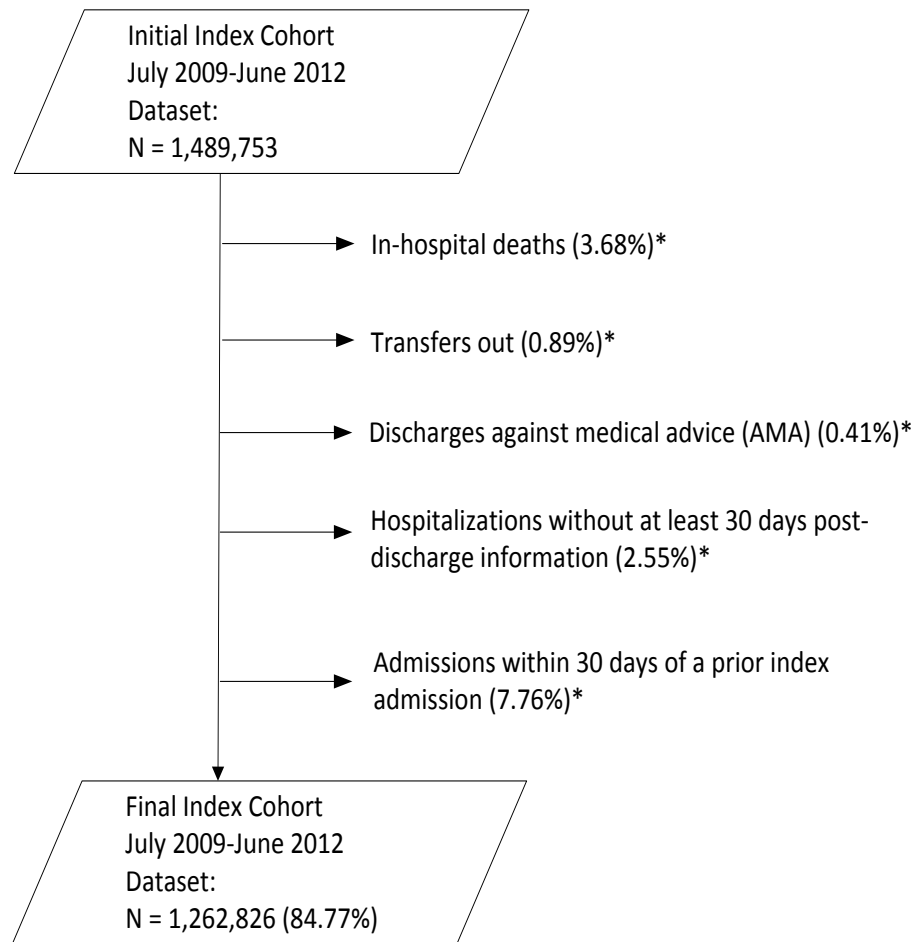 Initial Index Cohort
July 2009-June 2012
Dataset:
N = 1,489,753
In-hospital deaths (3.68%)*
Transfers out (0.89%)*
Discharges against medical advice (AMA) (0.41%)*
Hospitalizations without at least 30 days post-
discharge information (2.55%)*
Admissions within 30 days of a prior index
admission (7.76%)*
Final Index Cohort
July 2009-June 2012
Dataset:
N = 1,262,826 (84.77%)